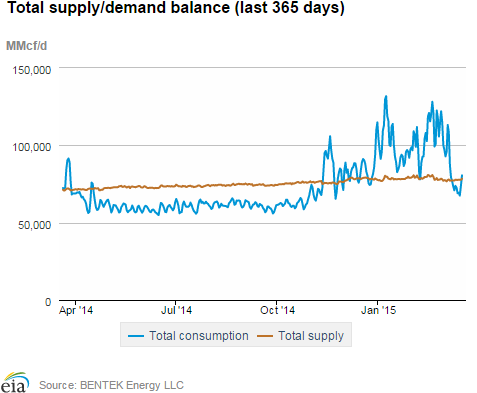 Total supply/demand balance (last 365 days)
MMcf/d
150,000
100,000
50,000
0
Apr '14 Jul '14 Oct '14 Jan '15
Total consumption Total supply
eia Source: BENTEK Energy LLC